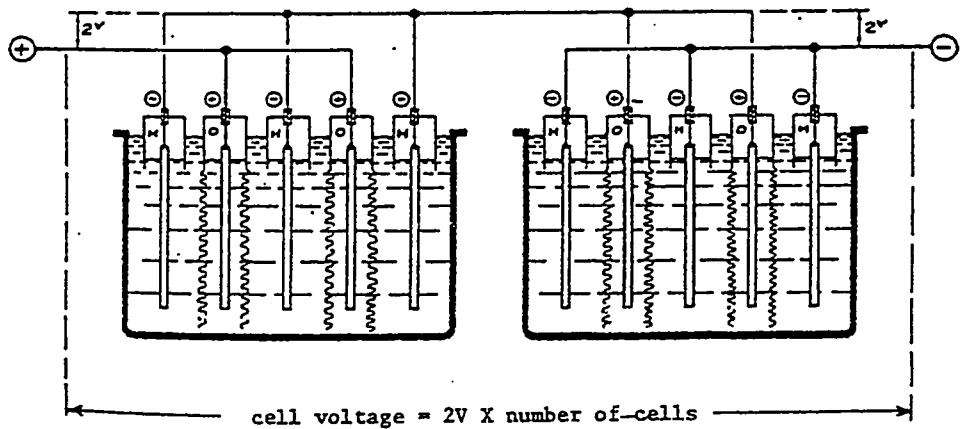 2V 2V
+ −
− + − + − − + − + −
H O H O H H O H O H
cell voltage = 2V X number of cells